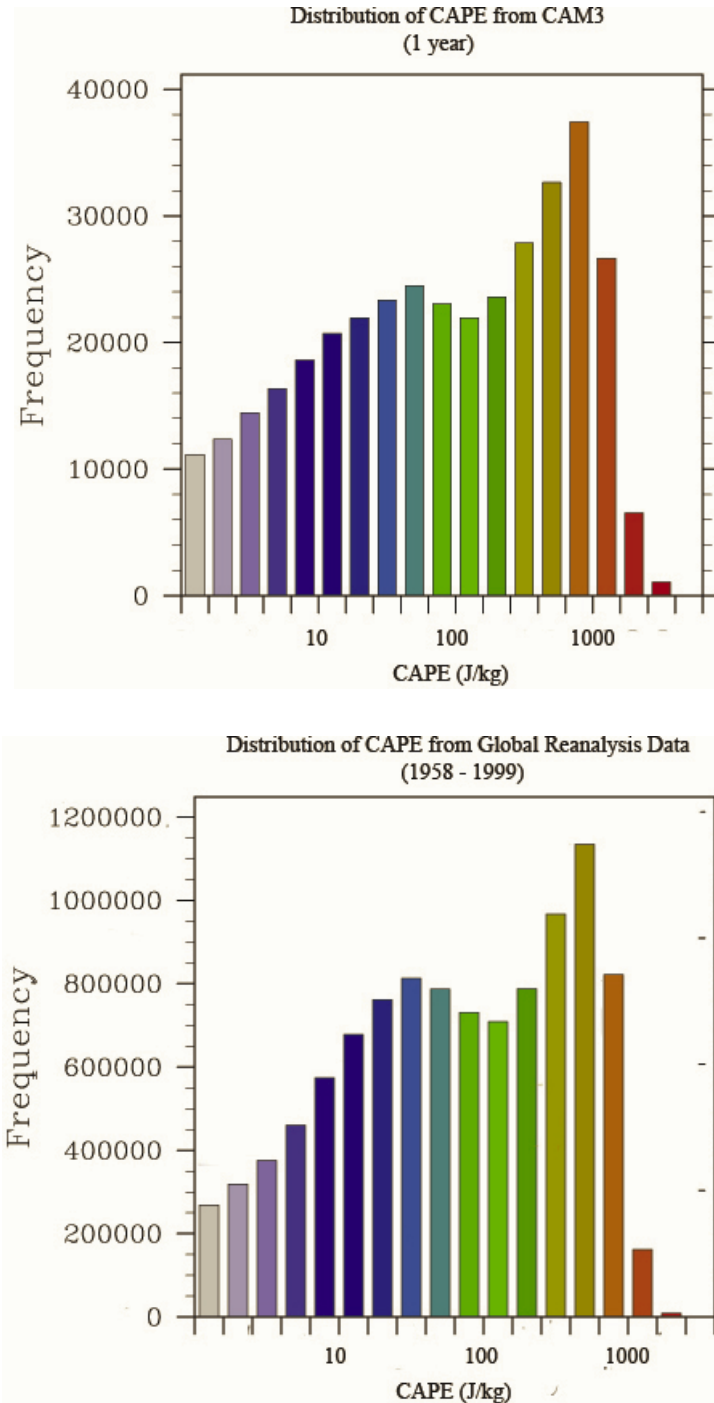 Distribution of CAPE from CAM3
(1 year)
40000
30000
20000
10000
0
Frequency
10 100 1000
CAPE (J/kg)
Distribution of CAPE from Global Reanalysis Data
(1958 - 1999)
1200000
1000000
800000
600000
400000
200000
0
Frequency
10 100 1000
CAPE (J/kg)